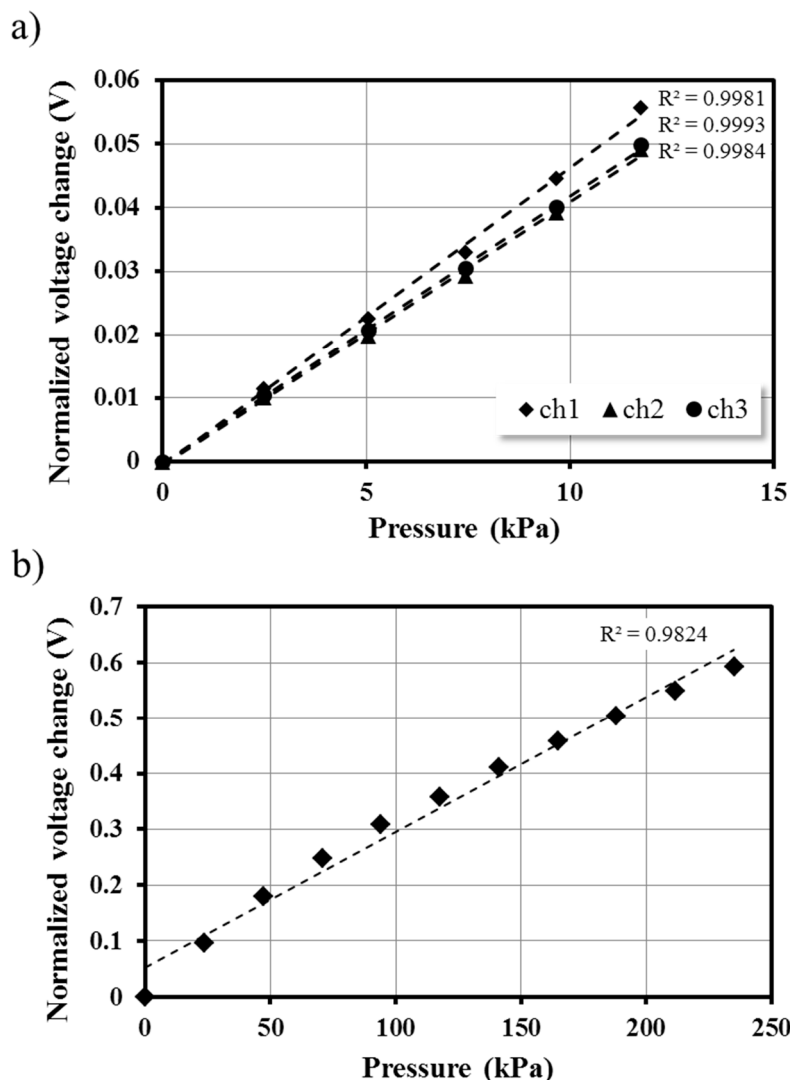 a)
Normalized voltage change (V)
0.06
0.05
0.04
0.03
0.02
0.01
0
R² = 0.9981
R² = 0.9993
R² = 0.9984
ch1 ch2 ch3
0 5 10 15
Pressure (kPa)
b)
Normalized voltage change (V)
0.7
0.6
0.5
0.4
0.3
0.2
0.1
0
R² = 0.9824
0 50 100 150 200 250
Pressure (kPa)